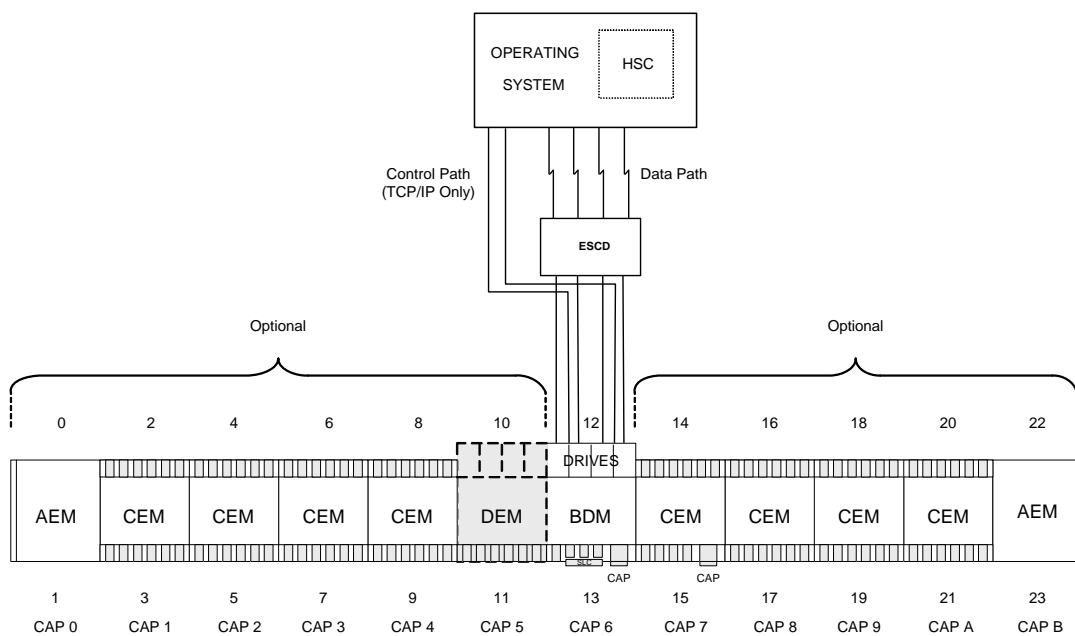 OPERATING
SYSTEM
HSC
Control Path
(TCP/IP Only)
Data Path
ESCD
Optional
Optional
0 2 4 6 8 10 12 14 16 18 20 22
DRIVES
AEM CEM CEM CEM CEM DEM BDM CEM CEM CEM CEM AEM
SLC
CAP CAP
1 3 5 7 9 11 13 15 17 19 21 23
CAP 0 CAP 1 CAP 2 CAP 3 CAP 4 CAP 5 CAP 6 CAP 7 CAP 8 CAP 9 CAP A CAP B